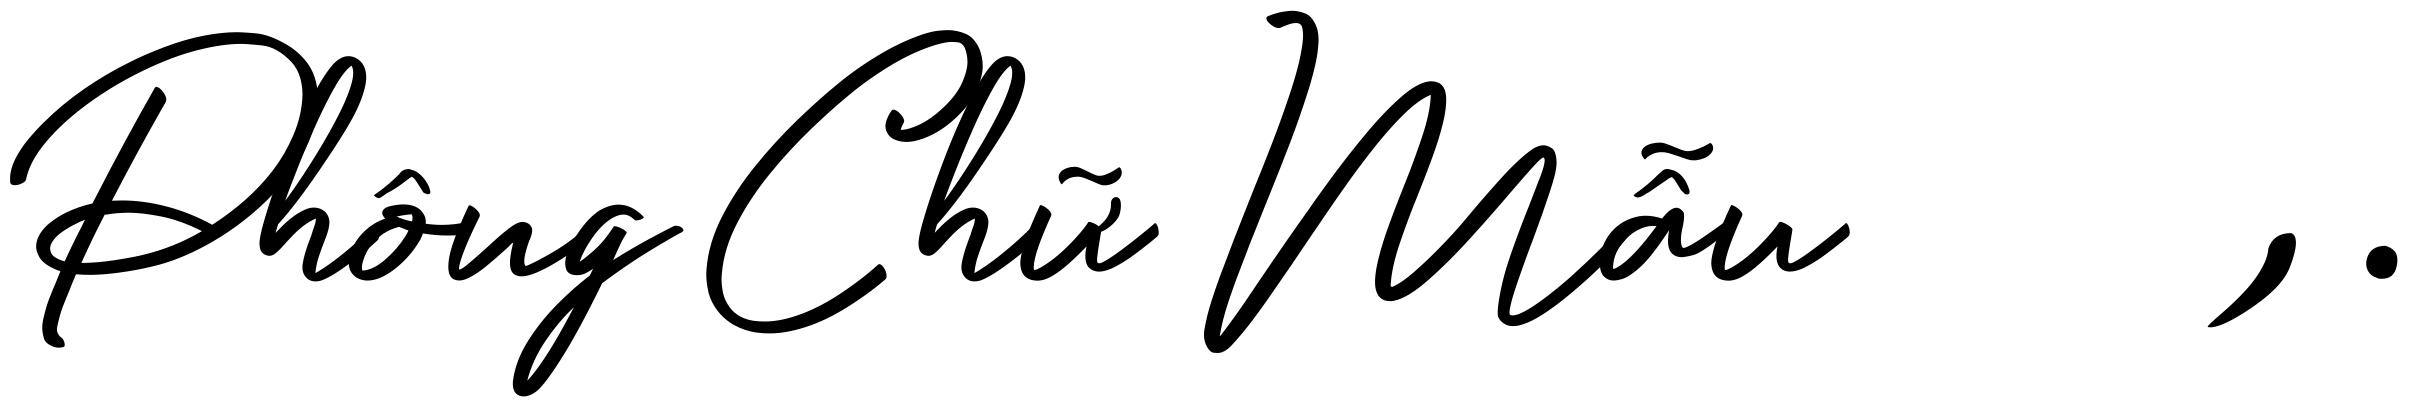 Phông Chữ Mẫu , .